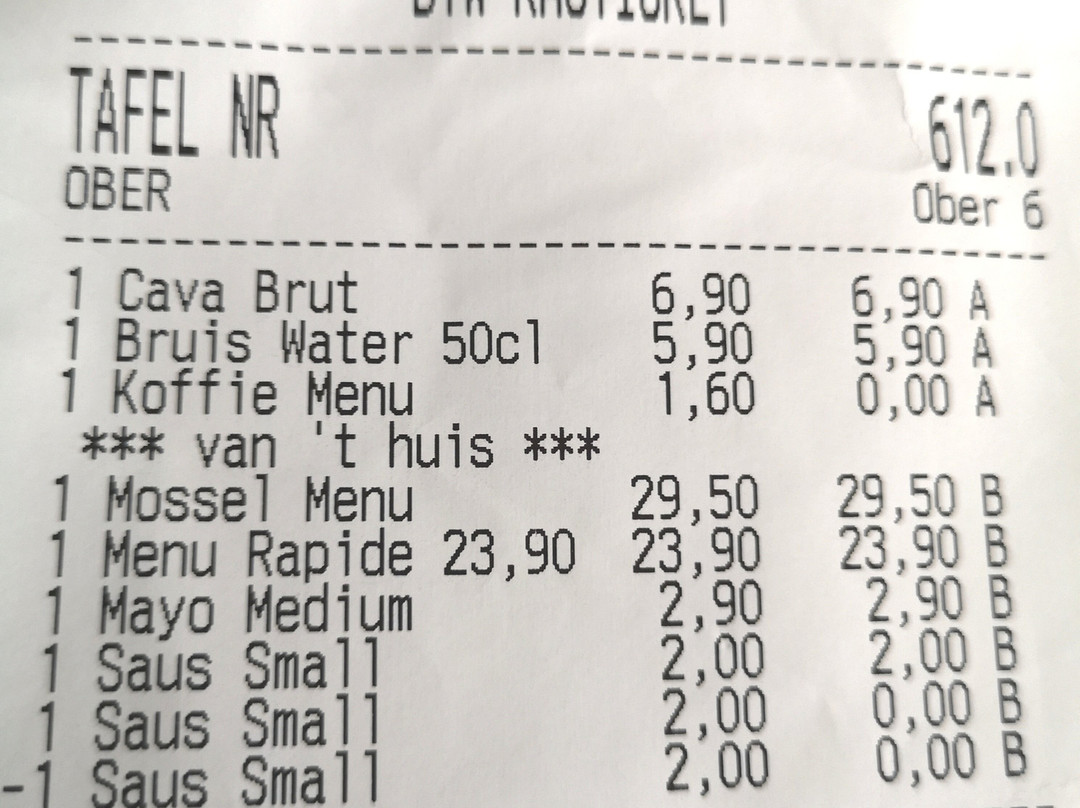 TAFEL NR 612.0
OBER Ober 6
1 Cava Brut 6,90 6,90 A
1 Bruis Water 50cl 5,90 5,90 A
1 Koffie Menu 1,60 0,00 A
*** van 't huis ***
1 Mossel Menu 29,50 29,50 B
1 Menu Rapide 23,90 23,90 23,90 B
1 Mayo Medium 2,90 2,90 B
1 Saus Small 2,00 2,00 B
1 Saus Small 2,00 0,00 B
-1 Saus Small 2,00 0,00 B